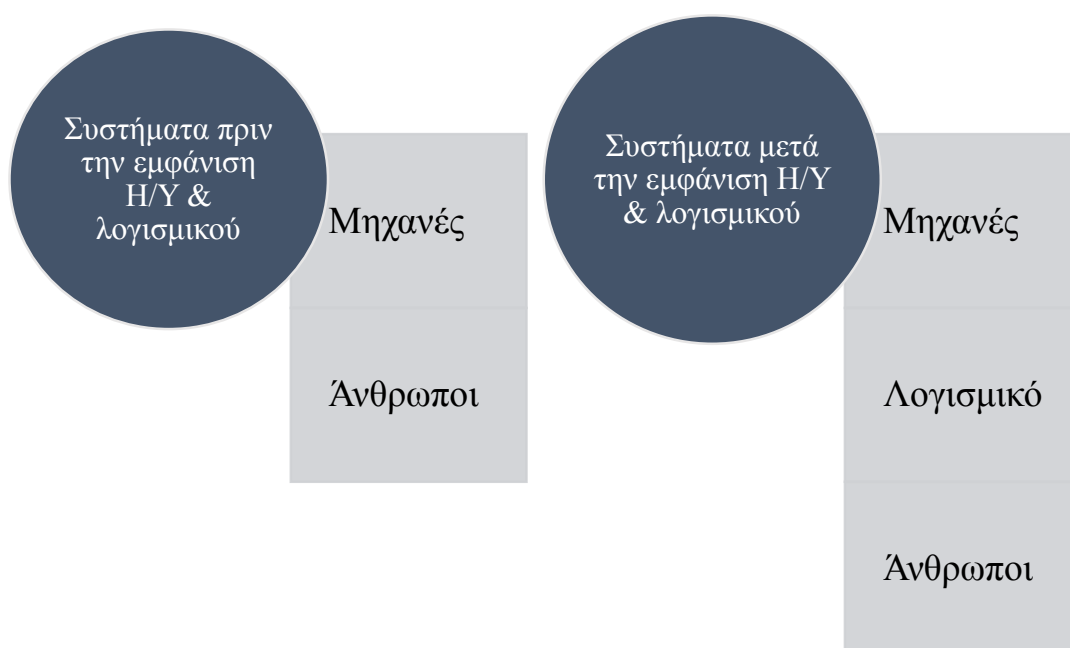 Συστήματα πριν
την εμφάνιση
Η/Υ &
λογισμικού
Μηχανές
Άνθρωποι
Συστήματα μετά
την εμφάνιση Η/Υ
& λογισμικού
Μηχανές
Λογισμικό
Άνθρωποι